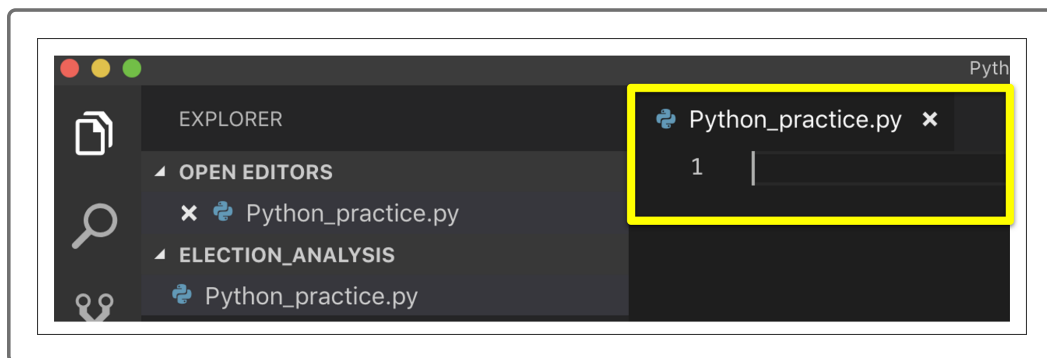 Pyth
EXPLORER
OPEN EDITORS
Python_practice.py
ELECTION_ANALYSIS
Python_practice.py
Python_practice.py
1